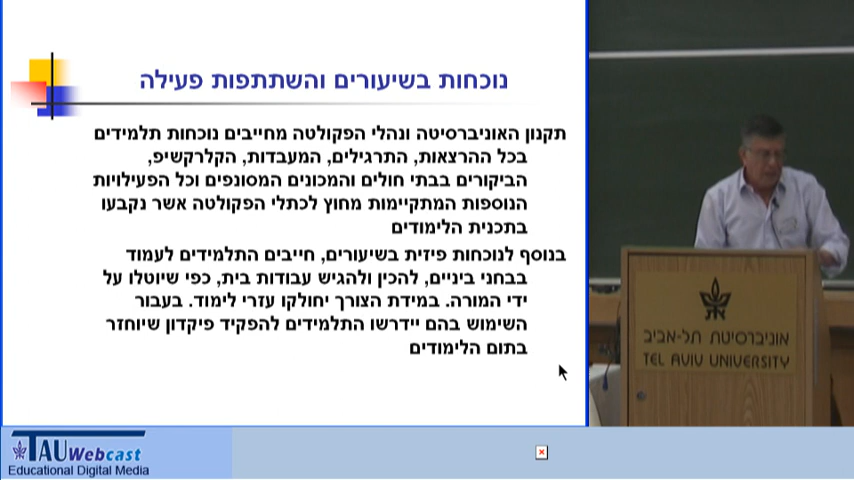 נוכחות בשיעורים והשתתפות פעילה
תקנון האוניברסיטה ונהלי הפקולטה מחייבים נוכחות תלמידים
בכל ההרצאות, התרגילים, המעבדות, הקלרקשיפ,
הביקורים בבתי חולים והמכונים המסונפים וכל הפעילויות
הנוספות המתקיימות מחוץ לכתלי הפקולטה אשר נקבעו
בתכנית הלימודים
בנוסף לנוכחות פיזית בשיעורים, חייבים התלמידים לעמוד
בבחני ביניים, להכין ולהגיש עבודות בית, כפי שיוטלו על
ידי המורה. במידת הצורך יחולקו עזרי לימוד. בעבור
השימוש בהם יידרשו התלמידים להפקיד פיקדון שיוחזר
בתום הלימודים
אוניברסיטת תל-אביב
TEL AVIV UNIVERSITY
TAU Webcast
Educational Digital Media